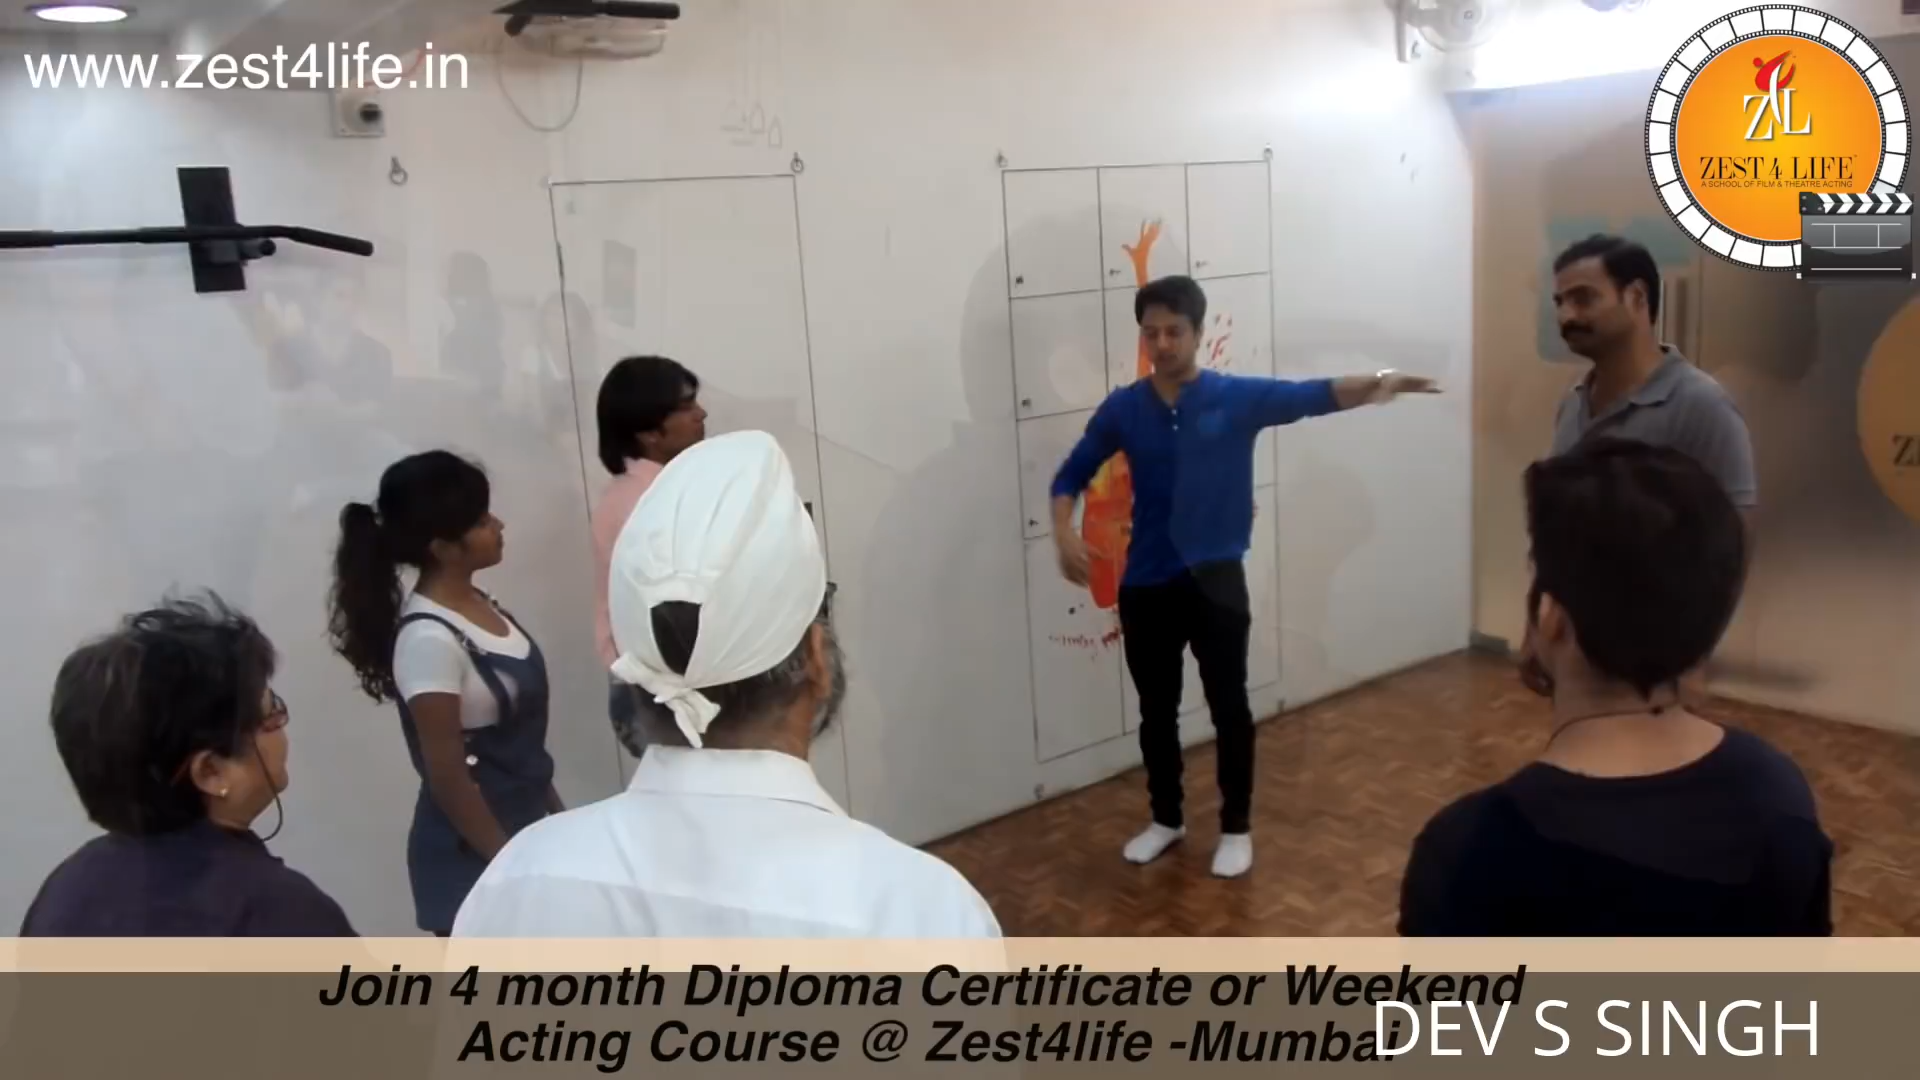 www.zest4life.in
ZL
ZEST 4 LIFE
A SCHOOL OF FILM & THEATRE ACTING
Join 4 month Diploma Certificate or Weekend
Acting Course @ Zest4life -Mumbai
DEV S SINGH